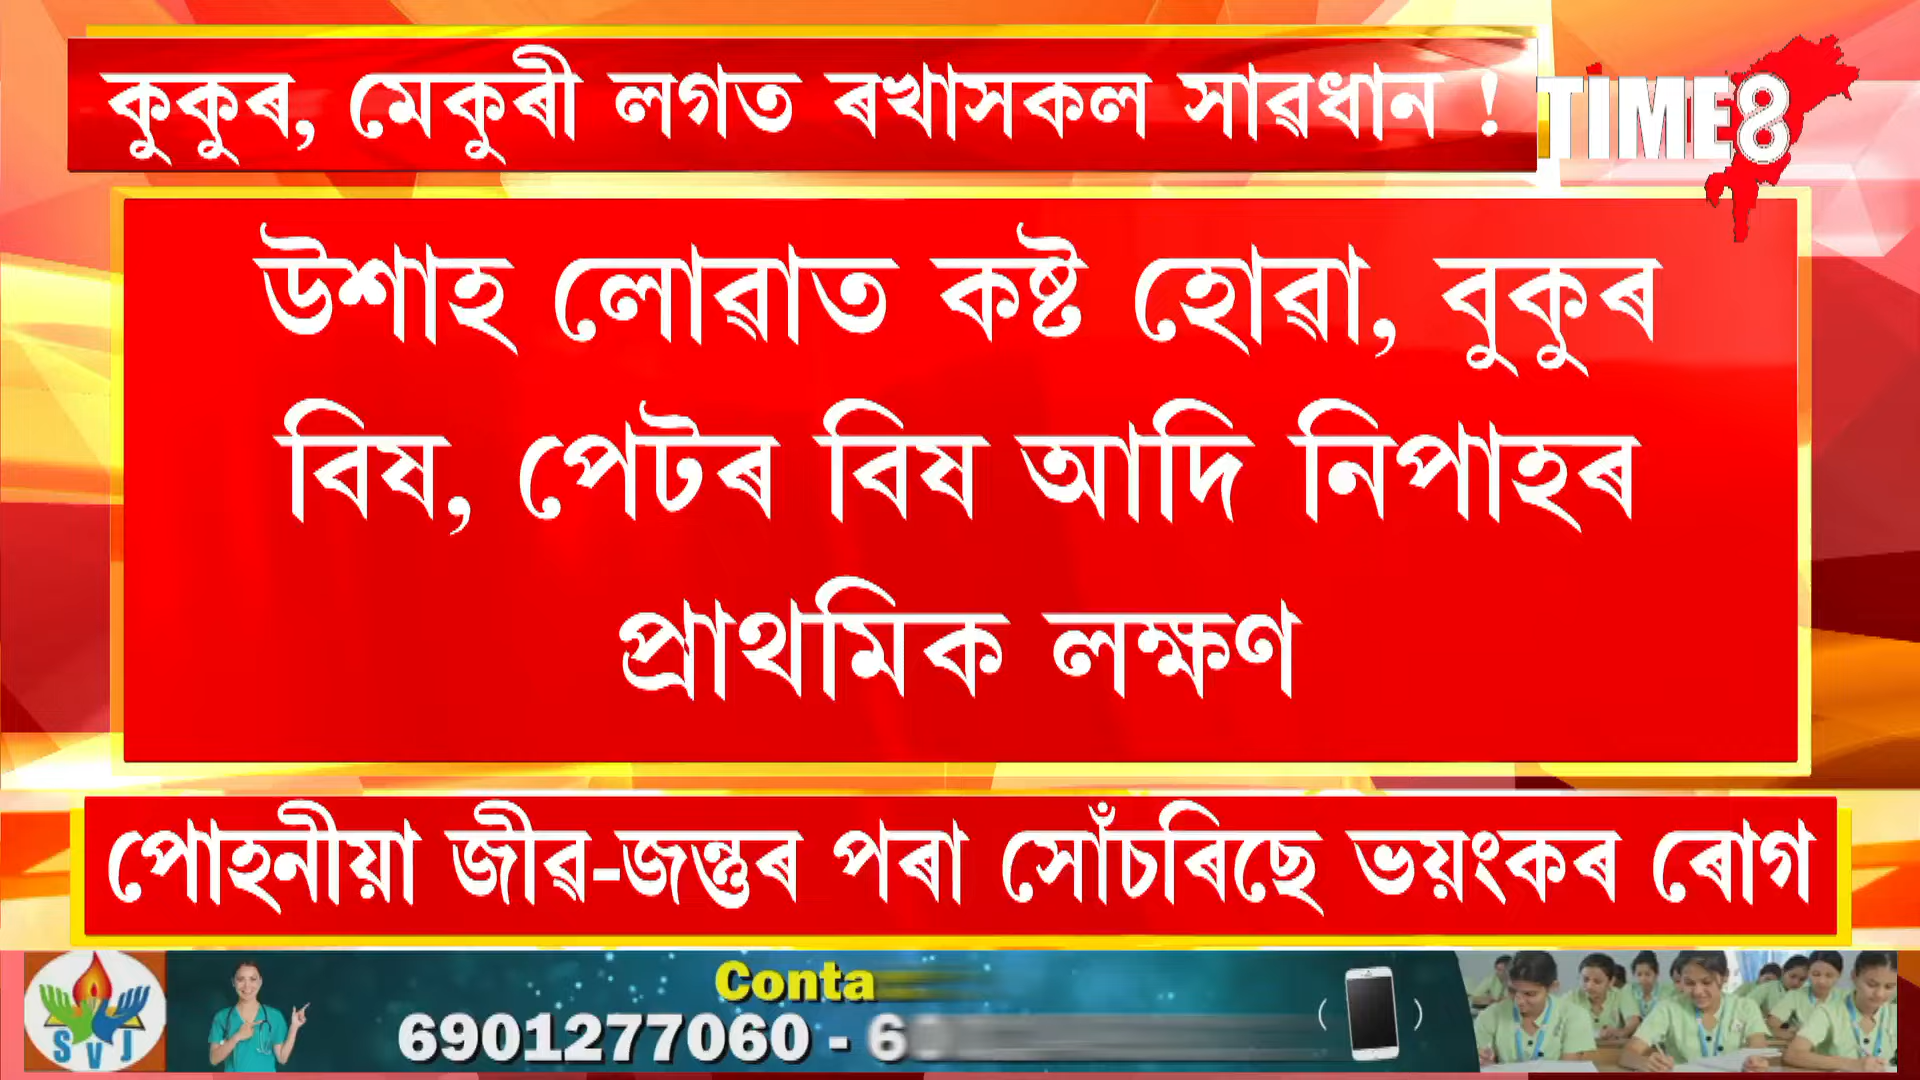 কুকুৰ, মেকুৰী লগত ৰখাসকল সাৱধান !
TIME8
উশাহ লোৱাত কষ্ট হোৱা, বুকুৰ
বিষ, পেটৰ বিষ আদি নিপাহৰ
প্ৰাথমিক লক্ষণ
পোহনীয়া জীৱ-জন্তুৰ পৰা সোঁচৰিছে ভয়ংকৰ ৰোগ
SVJ
Conta
6901277060 - 6